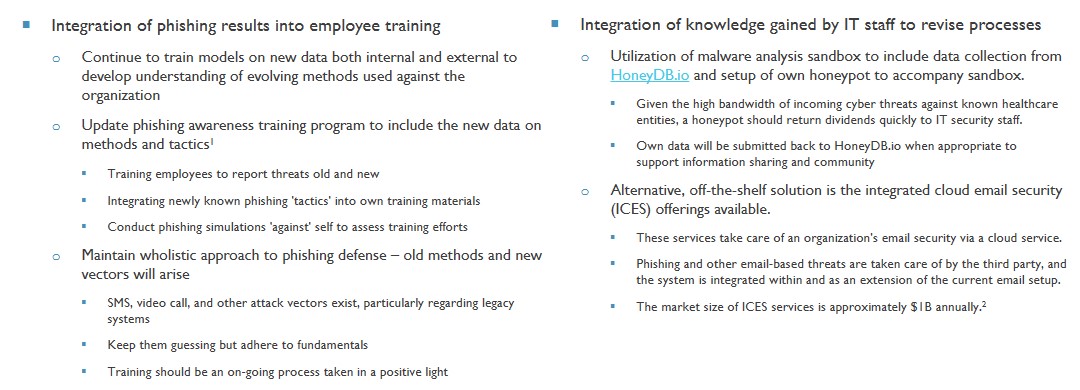 ▪ Integration of phishing results into employee training
o Continue to train models on new data both internal and external to
develop understanding of evolving methods used against the
organization
o Update phishing awareness training program to include the new data on
methods and tactics¹
▪ Training employees to report threats old and new
▪ Integrating newly known phishing 'tactics' into own training materials
▪ Conduct phishing simulations 'against' self to assess training efforts
o Maintain wholistic approach to phishing defense – old methods and new
vectors will arise
▪ SMS, video call, and other attack vectors exist, particularly regarding legacy
systems
▪ Keep them guessing but adhere to fundamentals
▪ Training should be an on-going process taken in a positive light
▪ Integration of knowledge gained by IT staff to revise processes
o Utilization of malware analysis sandbox to include data collection from
HoneyDB.io and setup of own honeypot to accompany sandbox.
▪ Given the high bandwidth of incoming cyber threats against known healthcare
entities, a honeypot should return dividends quickly to IT security staff.
▪ Own data will be submitted back to HoneyDB.io when appropriate to
support information sharing and community
o Alternative, off-the-shelf solution is the integrated cloud email security
(ICES) offerings available.
▪ These services take care of an organization's email security via a cloud service.
▪ Phishing and other email-based threats are taken care of by the third party, and
the system is integrated within and as an extension of the current email setup.
▪ The market size of ICES services is approximately $1B annually.²